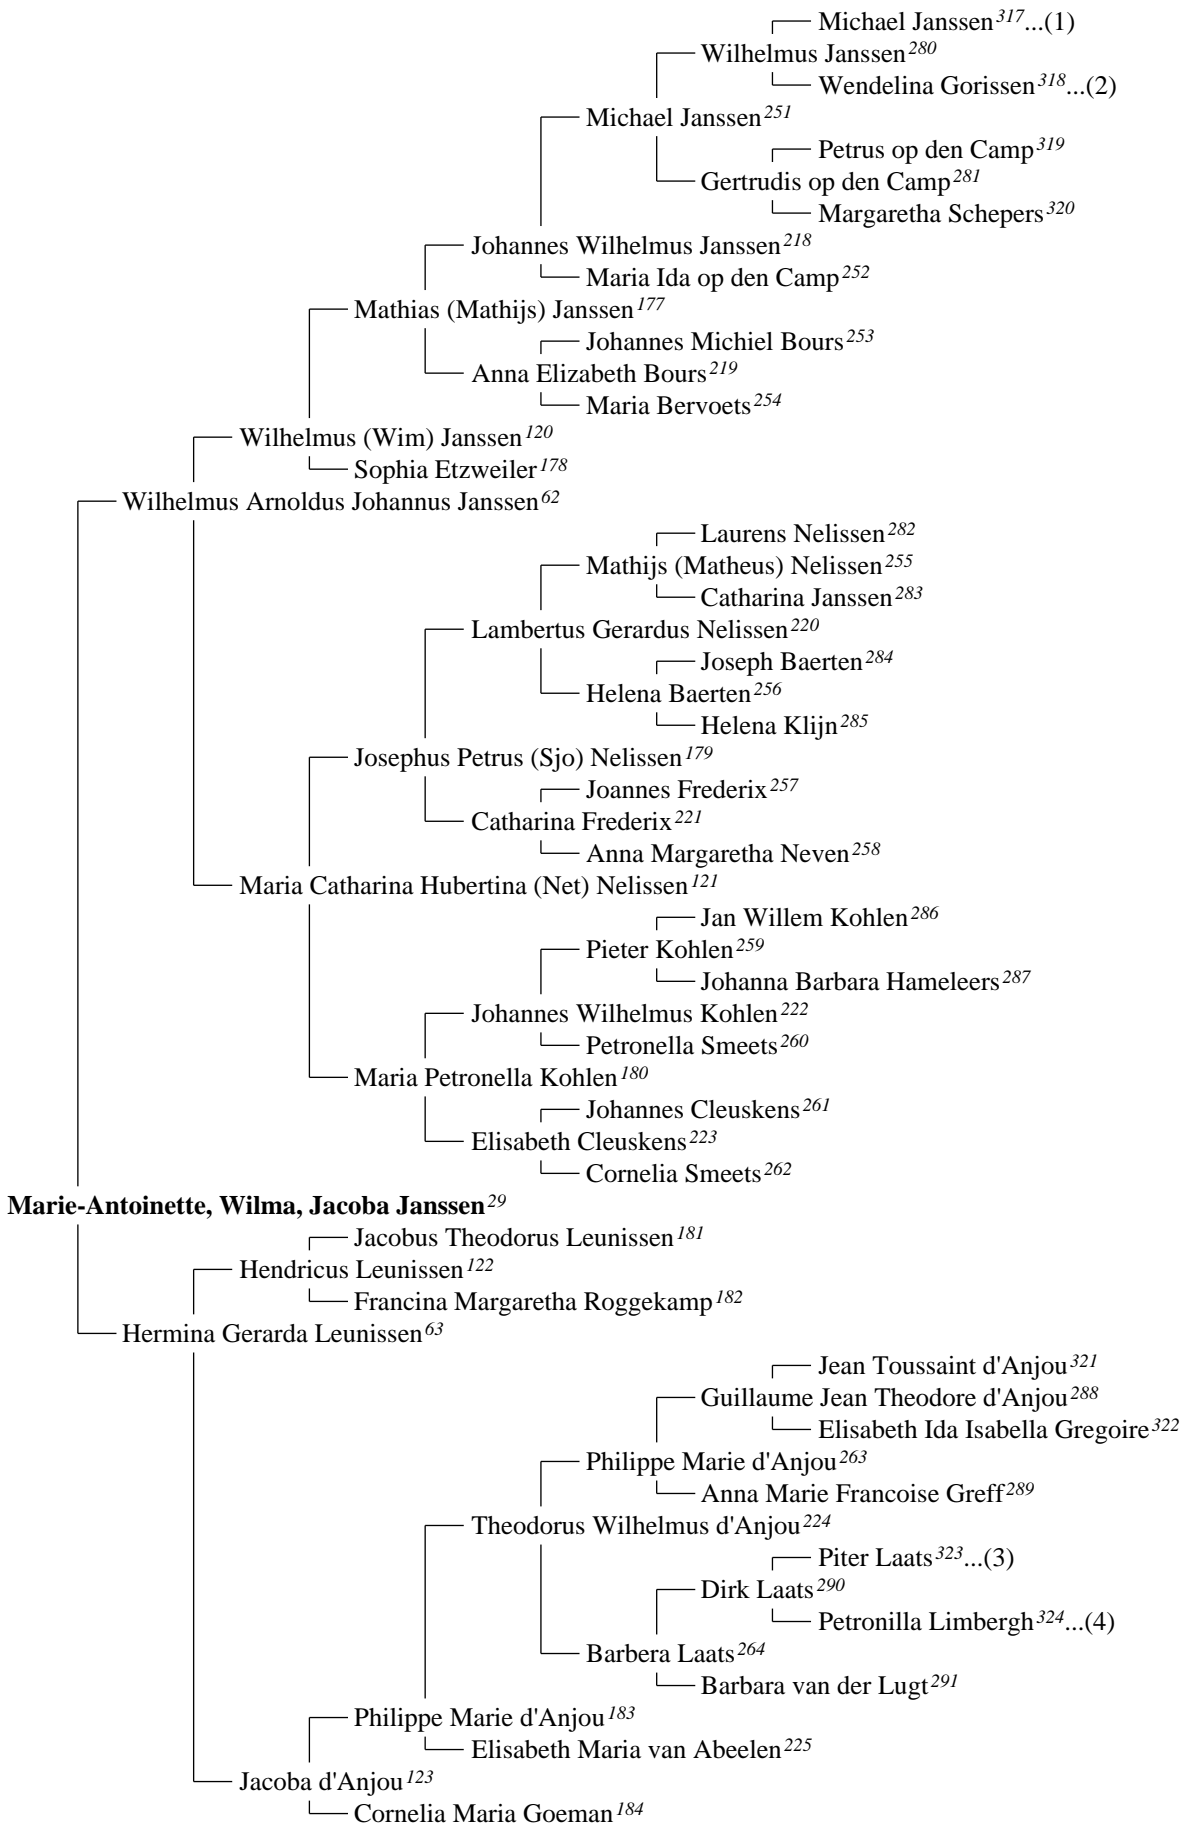 Michael Janssen317...(1)
Wilhelmus Janssen280
Wendelina Gorissen318...(2)
Michael Janssen251
Petrus op den Camp319
Gertrudis op den Camp281
Margaretha Schepers320
Johannes Wilhelmus Janssen218
Maria Ida op den Camp252
Mathias (Mathijs) Janssen177
Johannes Michiel Bours253
Anna Elizabeth Bours219
Maria Bervoets254
Wilhelmus (Wim) Janssen120
Sophia Etzweiler178
Wilhelmus Arnoldus Johannus Janssen62
Laurens Nelissen282
Mathijs (Matheus) Nelissen255
Catharina Janssen283
Lambertus Gerardus Nelissen220
Joseph Baerten284
Helena Baerten256
Helena Klijn285
Josephus Petrus (Sjo) Nelissen179
Joannes Frederix257
Catharina Frederix221
Anna Margaretha Neven258
Maria Catharina Hubertina (Net) Nelissen121
Jan Willem Kohlen286
Pieter Kohlen259
Johanna Barbara Hameleers287
Johannes Wilhelmus Kohlen222
Petronella Smeets260
Maria Petronella Kohlen180
Johannes Cleuskens261
Elisabeth Cleuskens223
Cornelia Smeets262
Marie-Antoinette, Wilma, Jacoba Janssen29
Jacobus Theodorus Leunissen181
Hendricus Leunissen122
Francina Margaretha Roggekamp182
Hermina Gerarda Leunissen63
Jean Toussaint d'Anjou321
Guillaume Jean Theodore d'Anjou288
Elisabeth Ida Isabella Gregoire322
Philippe Marie d'Anjou263
Anna Marie Francoise Greff289
Theodorus Wilhelmus d'Anjou224
Piter Laats323...(3)
Dirk Laats290
Petronilla Limbergh324...(4)
Barbera Laats264
Barbara van der Lugt291
Philippe Marie d'Anjou183
Elisabeth Maria van Abeelen225
Jacoba d'Anjou123
Cornelia Maria Goeman184